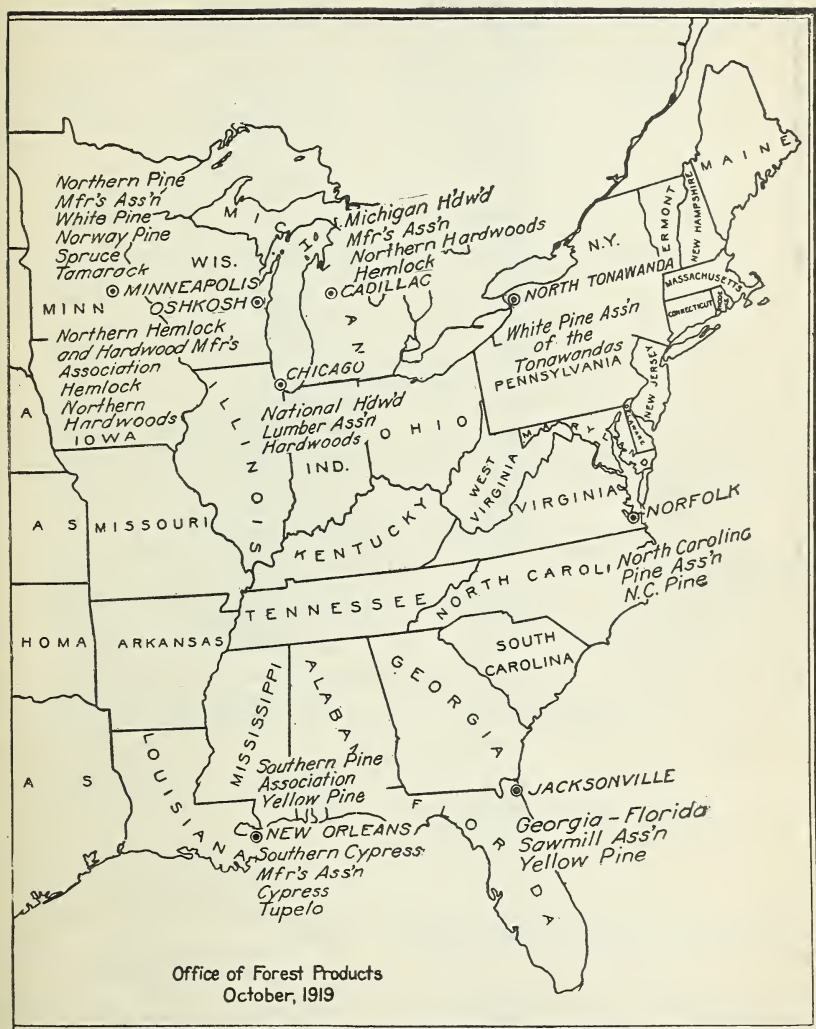 Northern Pine
Mfr's Ass'n
White Pine
Norway Pine
Spruce
Tamarack
MINNEAPOLIS
MINN
WIS.
OSHKOSH
Northern Hemlock
and Hardwood Mfr's
Association
Hemlock
Northern
Hardwoods
IOWA
MICHIGAN
Michigan H'd'w'd
Mfr's Ass'n
Northern Hardwoods
Hemlock
CADILLAC
CHICAGO
National H'd'w'd
Lumber Ass'n
Hardwoods
ILLINOIS
IND.
OHIO
MAINE
VERMONT
NEW HAMPSHIRE
N.Y.
MASSACHUSETTS
CONNECTICUT
NORTH TONAWANDA
White Pine Ass'n
of the
Tonawandas
PENNSYLVANIA
NEW JERSEY
DELAWARE
MARYLAND
WEST
VIRGINIA
VIRGINIA
NORFOLK
North Carolina
Pine Ass'n
N.C. Pine
A
A S
MISSOURI
KENTUCKY
TENNESSEE
NORTH CAROLI
SOUTH
CAROLINA
HOMA
ARKANSAS
MISSISSIPPI
ALABA
GEORGIA
A S
LOUISIANA
Southern Pine
Association
Yellow Pine
NEW ORLEANS
Southern Cypress
Mfr's Ass'n
Cypress
Tupelo
FLORIDA
JACKSONVILLE
Georgia - Florida
Sawmill Ass'n
Yellow Pine
Office of Forest Products
October, 1919